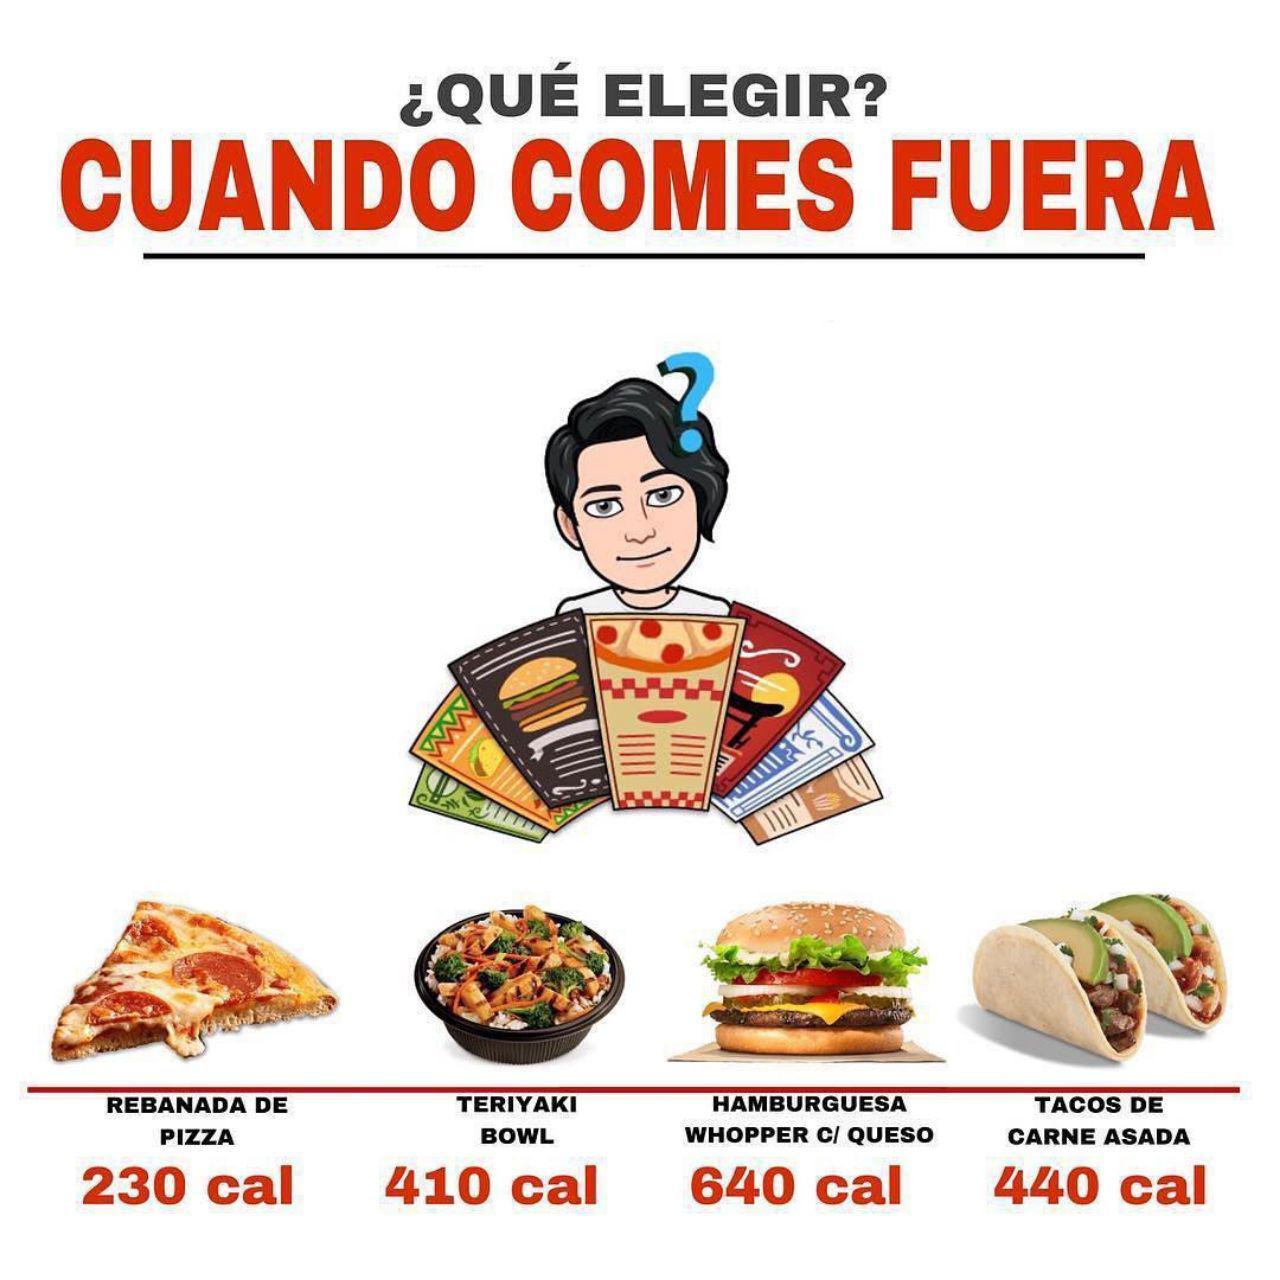 ¿QUÉ ELEGIR?
CUANDO COMES FUERA
REBANADA DE
PIZZA
230 cal
TERIYAKI
BOWL
410 cal
HAMBURGUESA
WHOPPER C/ QUESO
640 cal
TACOS DE
CARNE ASADA
440 cal